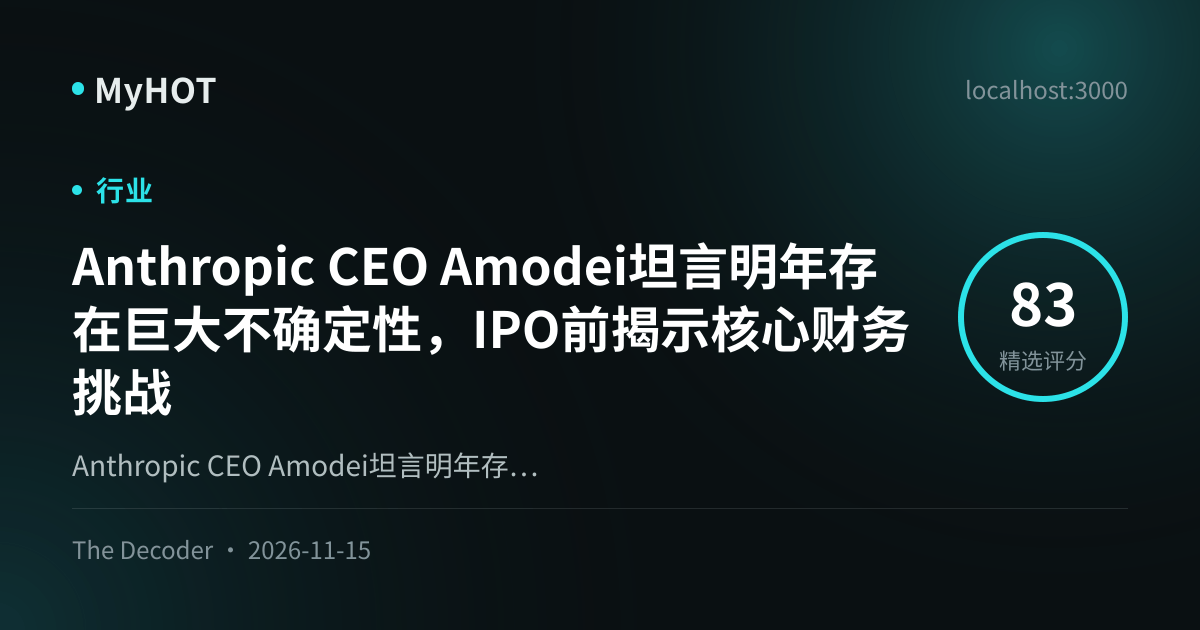 MyHOT
localhost:3000
行业
Anthropic CEO Amodei坦言明年存
在巨大不确定性，IPO前揭示核心财务
挑战
83
精选评分
Anthropic CEO Amodei坦言明年存…
The Decoder · 2026-11-15